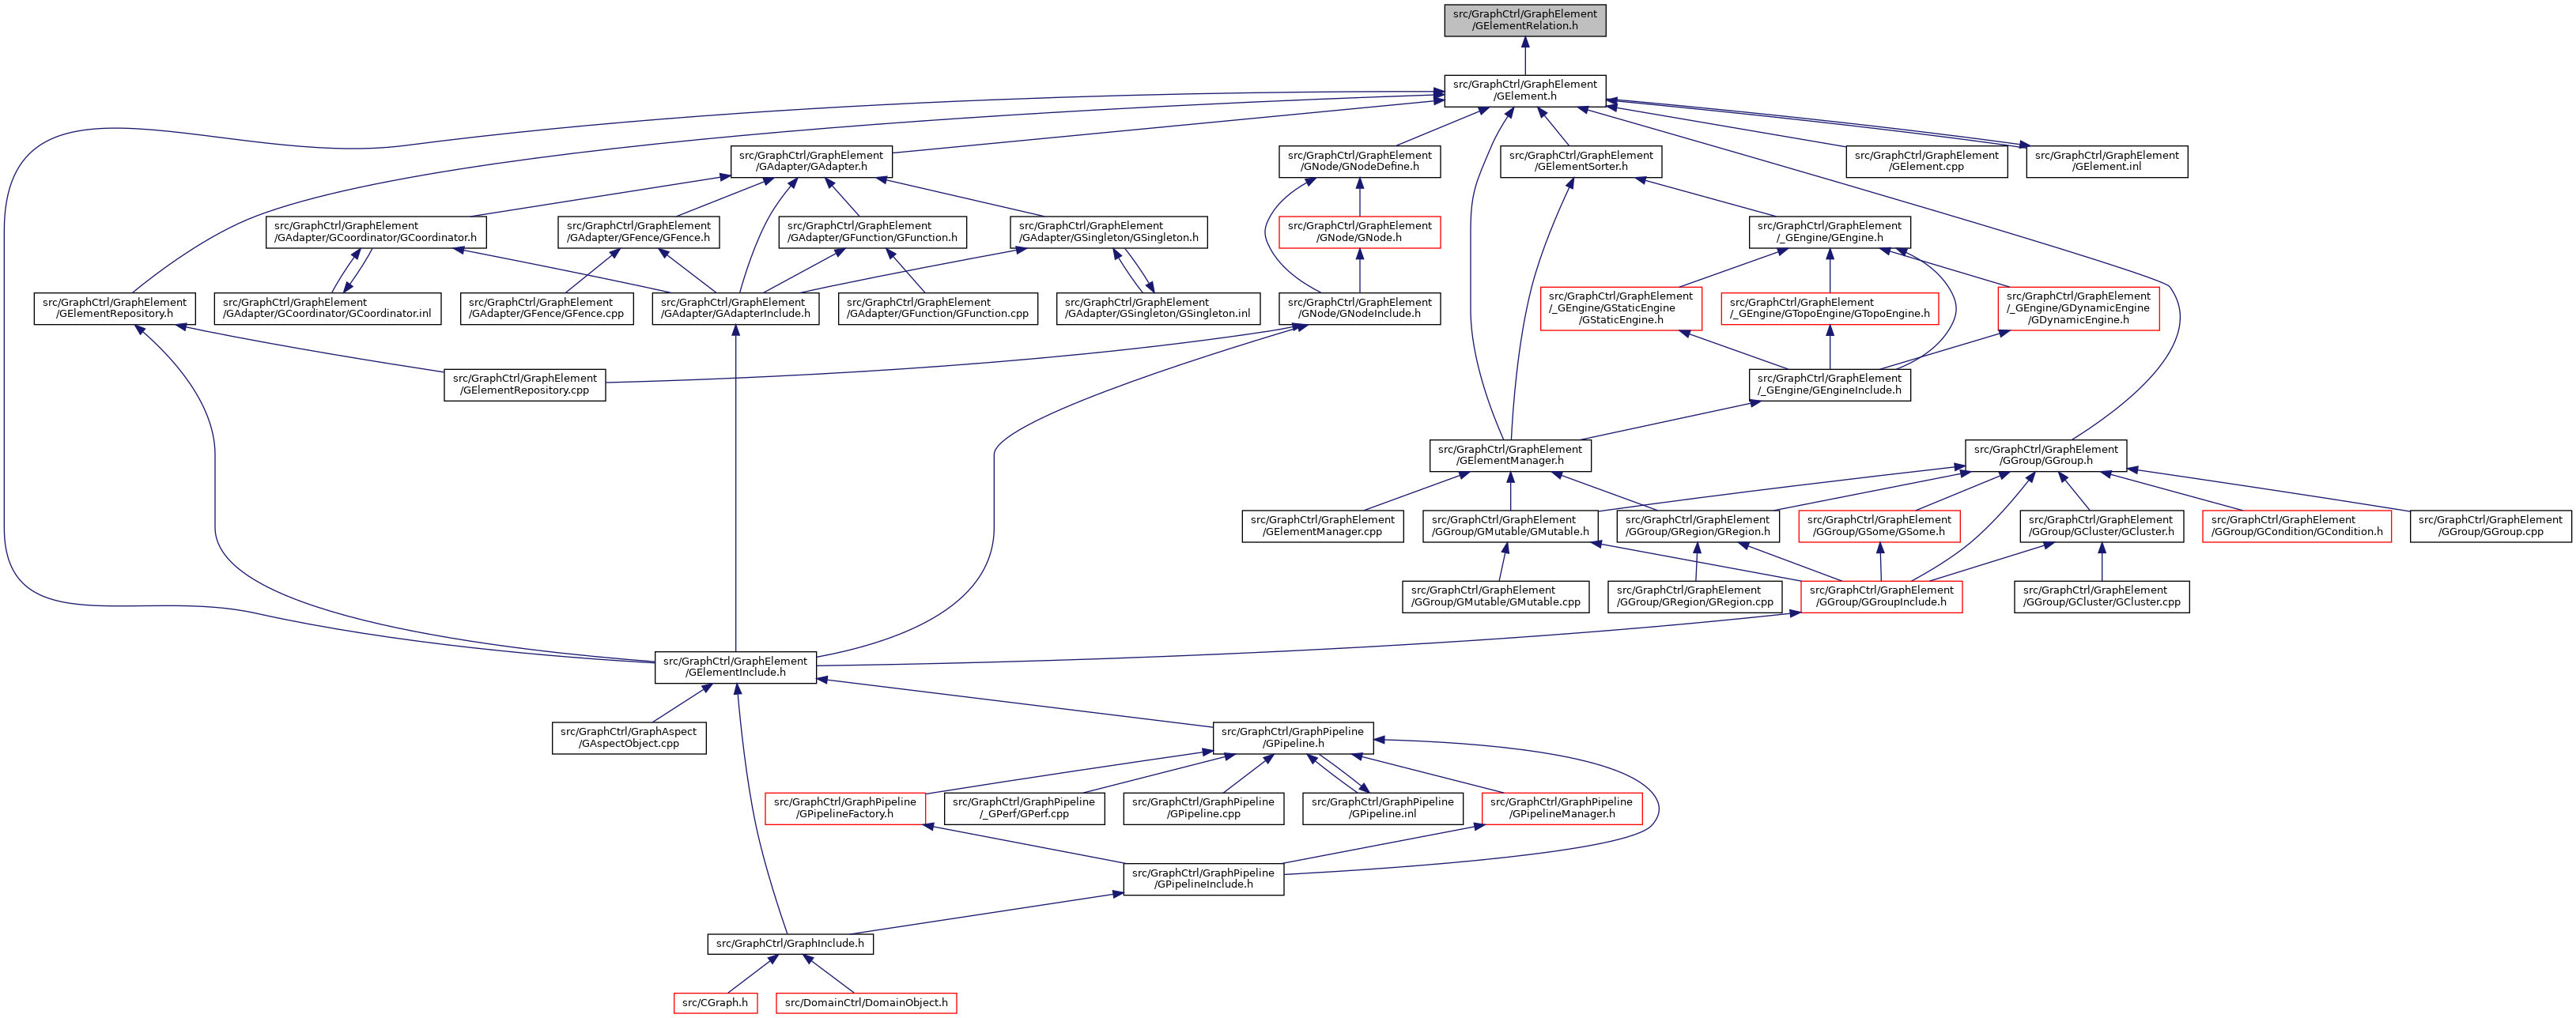 src/GraphCtrl/GraphElement
/GElementRelation.h
src/GraphCtrl/GraphElement
/GElement.h
src/GraphCtrl/GraphElement
/GAdapter/GAdapter.h
src/GraphCtrl/GraphElement
/GNode/GNodeDefine.h
src/GraphCtrl/GraphElement
/GElementSorter.h
src/GraphCtrl/GraphElement
/GElement.cpp
src/GraphCtrl/GraphElement
/GElement.inl
src/GraphCtrl/GraphElement
/GAdapter/GCoordinator/GCoordinator.h
src/GraphCtrl/GraphElement
/GAdapter/GFence/GFence.h
src/GraphCtrl/GraphElement
/GAdapter/GFunction/GFunction.h
src/GraphCtrl/GraphElement
/GAdapter/GSingleton/GSingleton.h
src/GraphCtrl/GraphElement
/GNode/GNode.h
src/GraphCtrl/GraphElement
/_GEngine/GEngine.h
src/GraphCtrl/GraphElement
/GElementRepository.h
src/GraphCtrl/GraphElement
/GAdapter/GCoordinator/GCoordinator.inl
src/GraphCtrl/GraphElement
/GAdapter/GFence/GFence.cpp
src/GraphCtrl/GraphElement
/GAdapter/GAdapterInclude.h
src/GraphCtrl/GraphElement
/GAdapter/GFunction/GFunction.cpp
src/GraphCtrl/GraphElement
/GAdapter/GSingleton/GSingleton.inl
src/GraphCtrl/GraphElement
/GNode/GNodeInclude.h
src/GraphCtrl/GraphElement
/_GEngine/GStaticEngine
/GStaticEngine.h
src/GraphCtrl/GraphElement
/_GEngine/GTopoEngine/GTopoEngine.h
src/GraphCtrl/GraphElement
/_GEngine/GDynamicEngine
/GDynamicEngine.h
src/GraphCtrl/GraphElement
/GElementRepository.cpp
src/GraphCtrl/GraphElement
/_GEngine/GEngineInclude.h
src/GraphCtrl/GraphElement
/GElementManager.h
src/GraphCtrl/GraphElement
/GGroup/GGroup.h
src/GraphCtrl/GraphElement
/GElementManager.cpp
src/GraphCtrl/GraphElement
/GGroup/GMutable/GMutable.h
src/GraphCtrl/GraphElement
/GGroup/GRegion/GRegion.h
src/GraphCtrl/GraphElement
/GGroup/GSome/GSome.h
src/GraphCtrl/GraphElement
/GGroup/GCluster/GCluster.h
src/GraphCtrl/GraphElement
/GGroup/GCondition/GCondition.h
src/GraphCtrl/GraphElement
/GGroup/GGroup.cpp
src/GraphCtrl/GraphElement
/GGroup/GMutable/GMutable.cpp
src/GraphCtrl/GraphElement
/GGroup/GRegion/GRegion.cpp
src/GraphCtrl/GraphElement
/GGroup/GGroupInclude.h
src/GraphCtrl/GraphElement
/GGroup/GCluster/GCluster.cpp
src/GraphCtrl/GraphElement
/GElementInclude.h
src/GraphCtrl/GraphAspect
/GAspectObject.cpp
src/GraphCtrl/GraphPipeline
/GPipeline.h
src/GraphCtrl/GraphPipeline
/GPipelineFactory.h
src/GraphCtrl/GraphPipeline
/_GPerf/GPerf.cpp
src/GraphCtrl/GraphPipeline
/GPipeline.cpp
src/GraphCtrl/GraphPipeline
/GPipeline.inl
src/GraphCtrl/GraphPipeline
/GPipelineManager.h
src/GraphCtrl/GraphPipeline
/GPipelineInclude.h
src/GraphCtrl/GraphInclude.h
src/CGraph.h
src/DomainCtrl/DomainObject.h